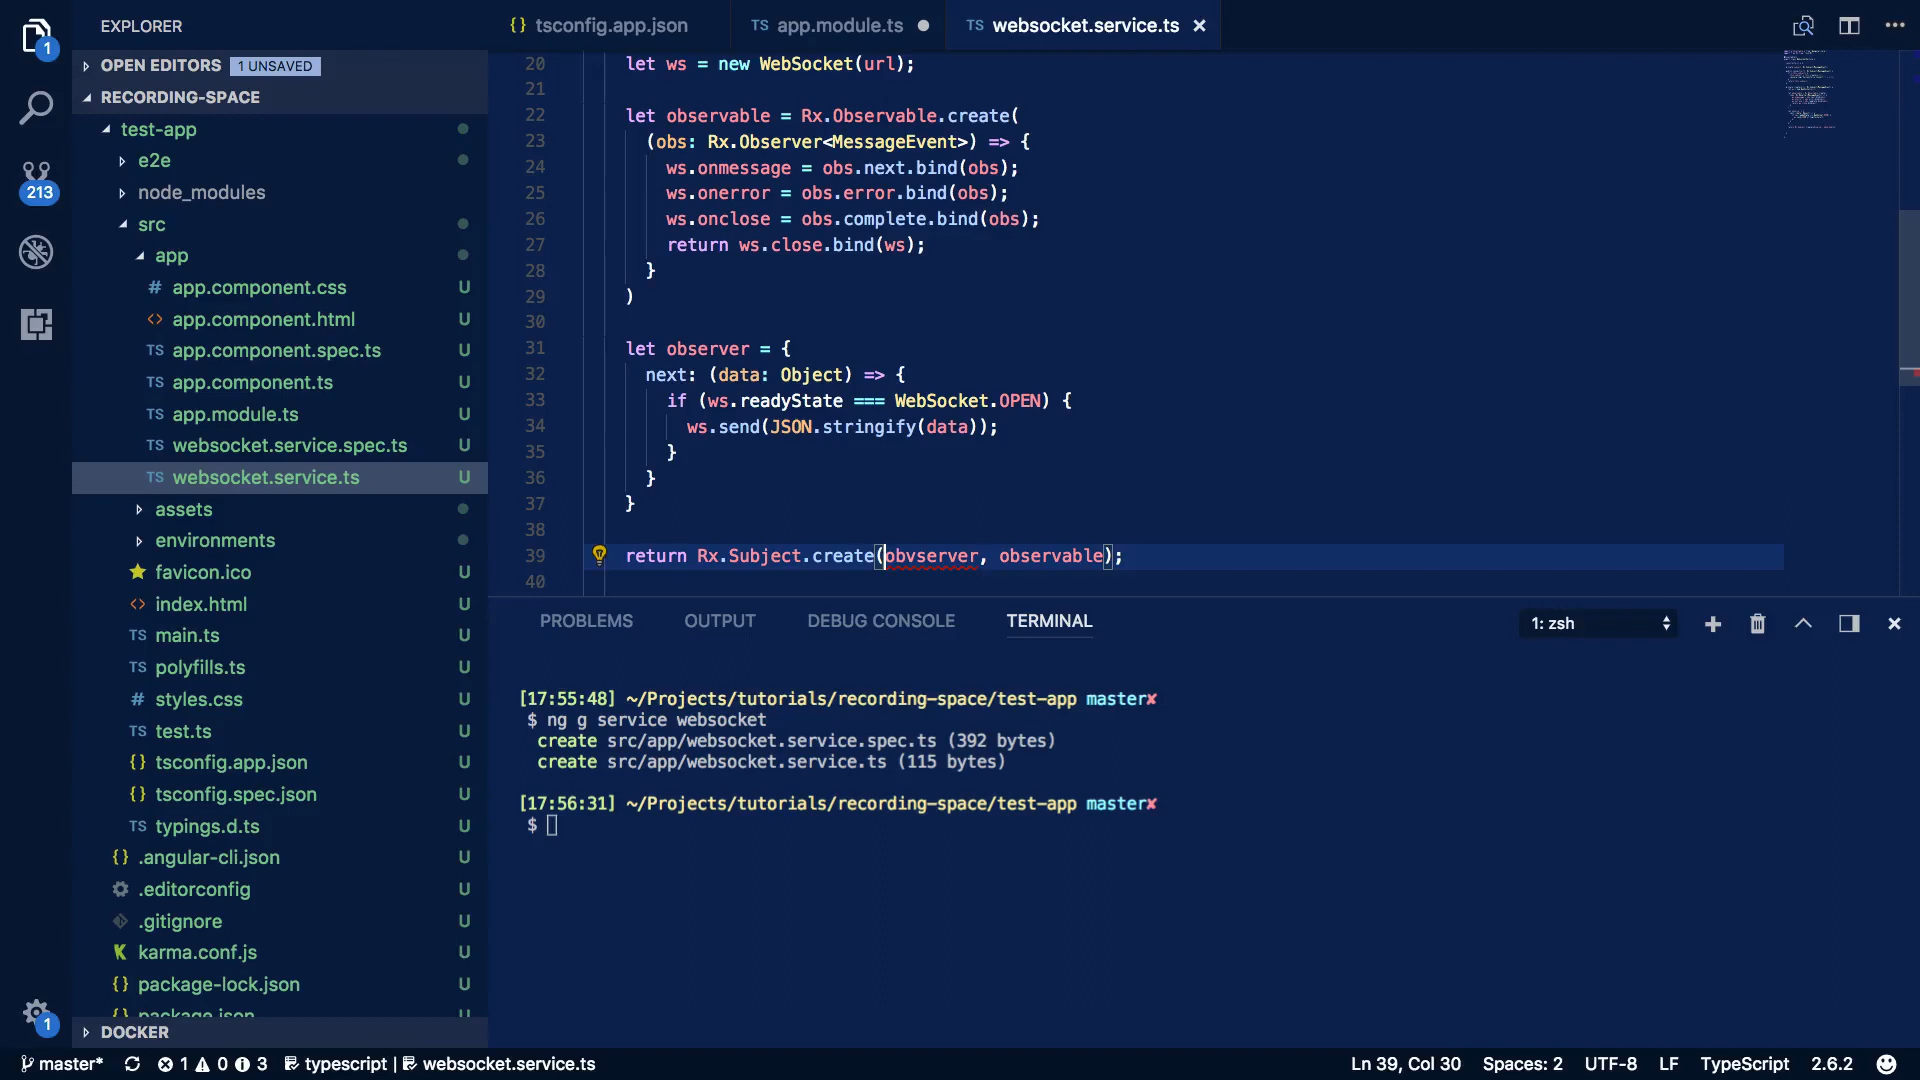 EXPLORER
1
OPEN EDITORS 1 UNSAVED
RECORDING-SPACE
test-app
e2e
213
node_modules
src
app
# app.component.css U
<> app.component.html U
TS app.component.spec.ts U
TS app.component.ts U
TS app.module.ts U
TS websocket.service.spec.ts U
TS websocket.service.ts U
assets
environments
favicon.ico U
<> index.html U
TS main.ts U
TS polyfills.ts U
# styles.css U
TS test.ts U
{} tsconfig.app.json U
{} tsconfig.spec.json U
TS typings.d.ts U
{} .angular-cli.json U
.editorconfig U
.gitignore U
K karma.conf.js U
{} package-lock.json U
{} package.json U
1
DOCKER
{} tsconfig.app.json TS app.module.ts TS websocket.service.ts
20 let ws = new WebSocket(url);
21
22 let observable = Rx.Observable.create(
23 (obs: Rx.Observer<MessageEvent>) => {
24 ws.onmessage = obs.next.bind(obs);
25 ws.onerror = obs.error.bind(obs);
26 ws.onclose = obs.complete.bind(obs);
27 return ws.close.bind(ws);
28 }
29 )
30
31 let observer = {
32 next: (data: Object) => {
33 if (ws.readyState === WebSocket.OPEN) {
34 ws.send(JSON.stringify(data));
35 }
36 }
37 }
38
39 return Rx.Subject.create(obvserver, observable);
40
PROBLEMS OUTPUT DEBUG CONSOLE TERMINAL 1: zsh
[17:55:48] ~/Projects/tutorials/recording-space/test-app master✘
$ ng g service websocket
create src/app/websocket.service.spec.ts (392 bytes)
create src/app/websocket.service.ts (115 bytes)
[17:56:31] ~/Projects/tutorials/recording-space/test-app master✘
$
master* 1 0 3 typescript | websocket.service.ts Ln 39, Col 30 Spaces: 2 UTF-8 LF TypeScript 2.6.2